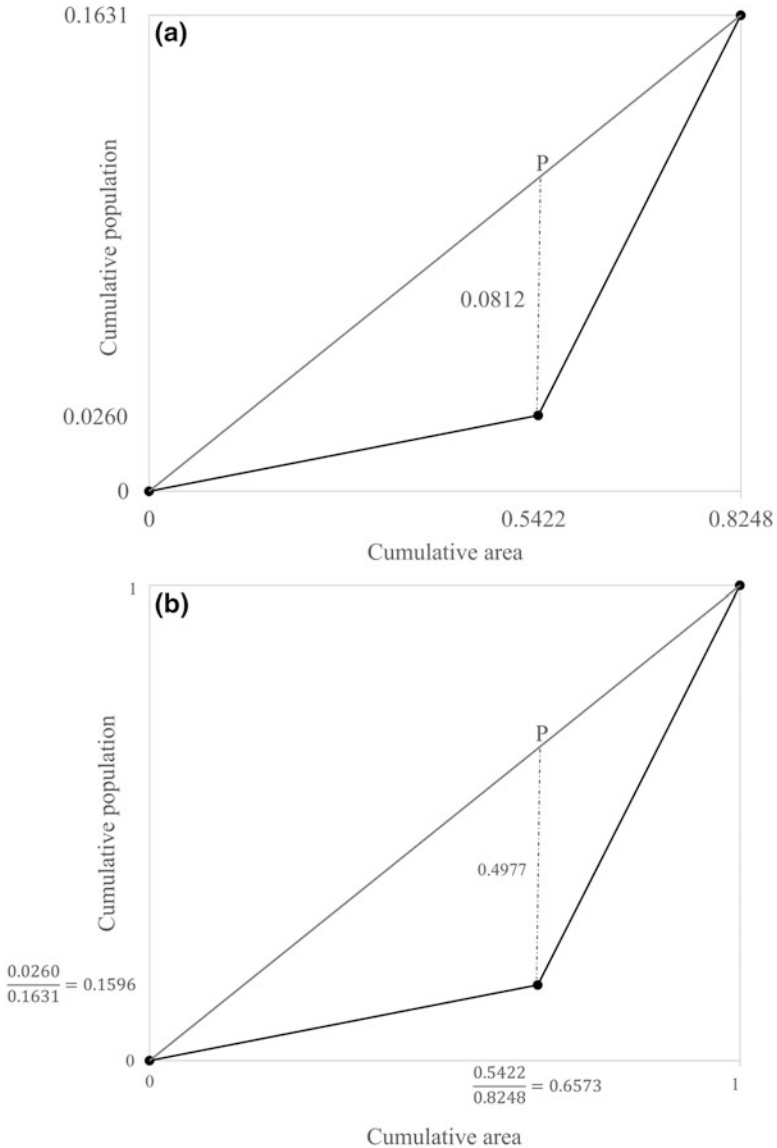 0.1631
(a)
P
Cumulative population
0.0812
0.0260
0
0
0.5422
0.8248
Cumulative area
1
(b)
P
Cumulative population
0.4977
0.0260
0.1631
= 0.1596
0
0
0.5422
0.8248
= 0.6573
1
Cumulative area